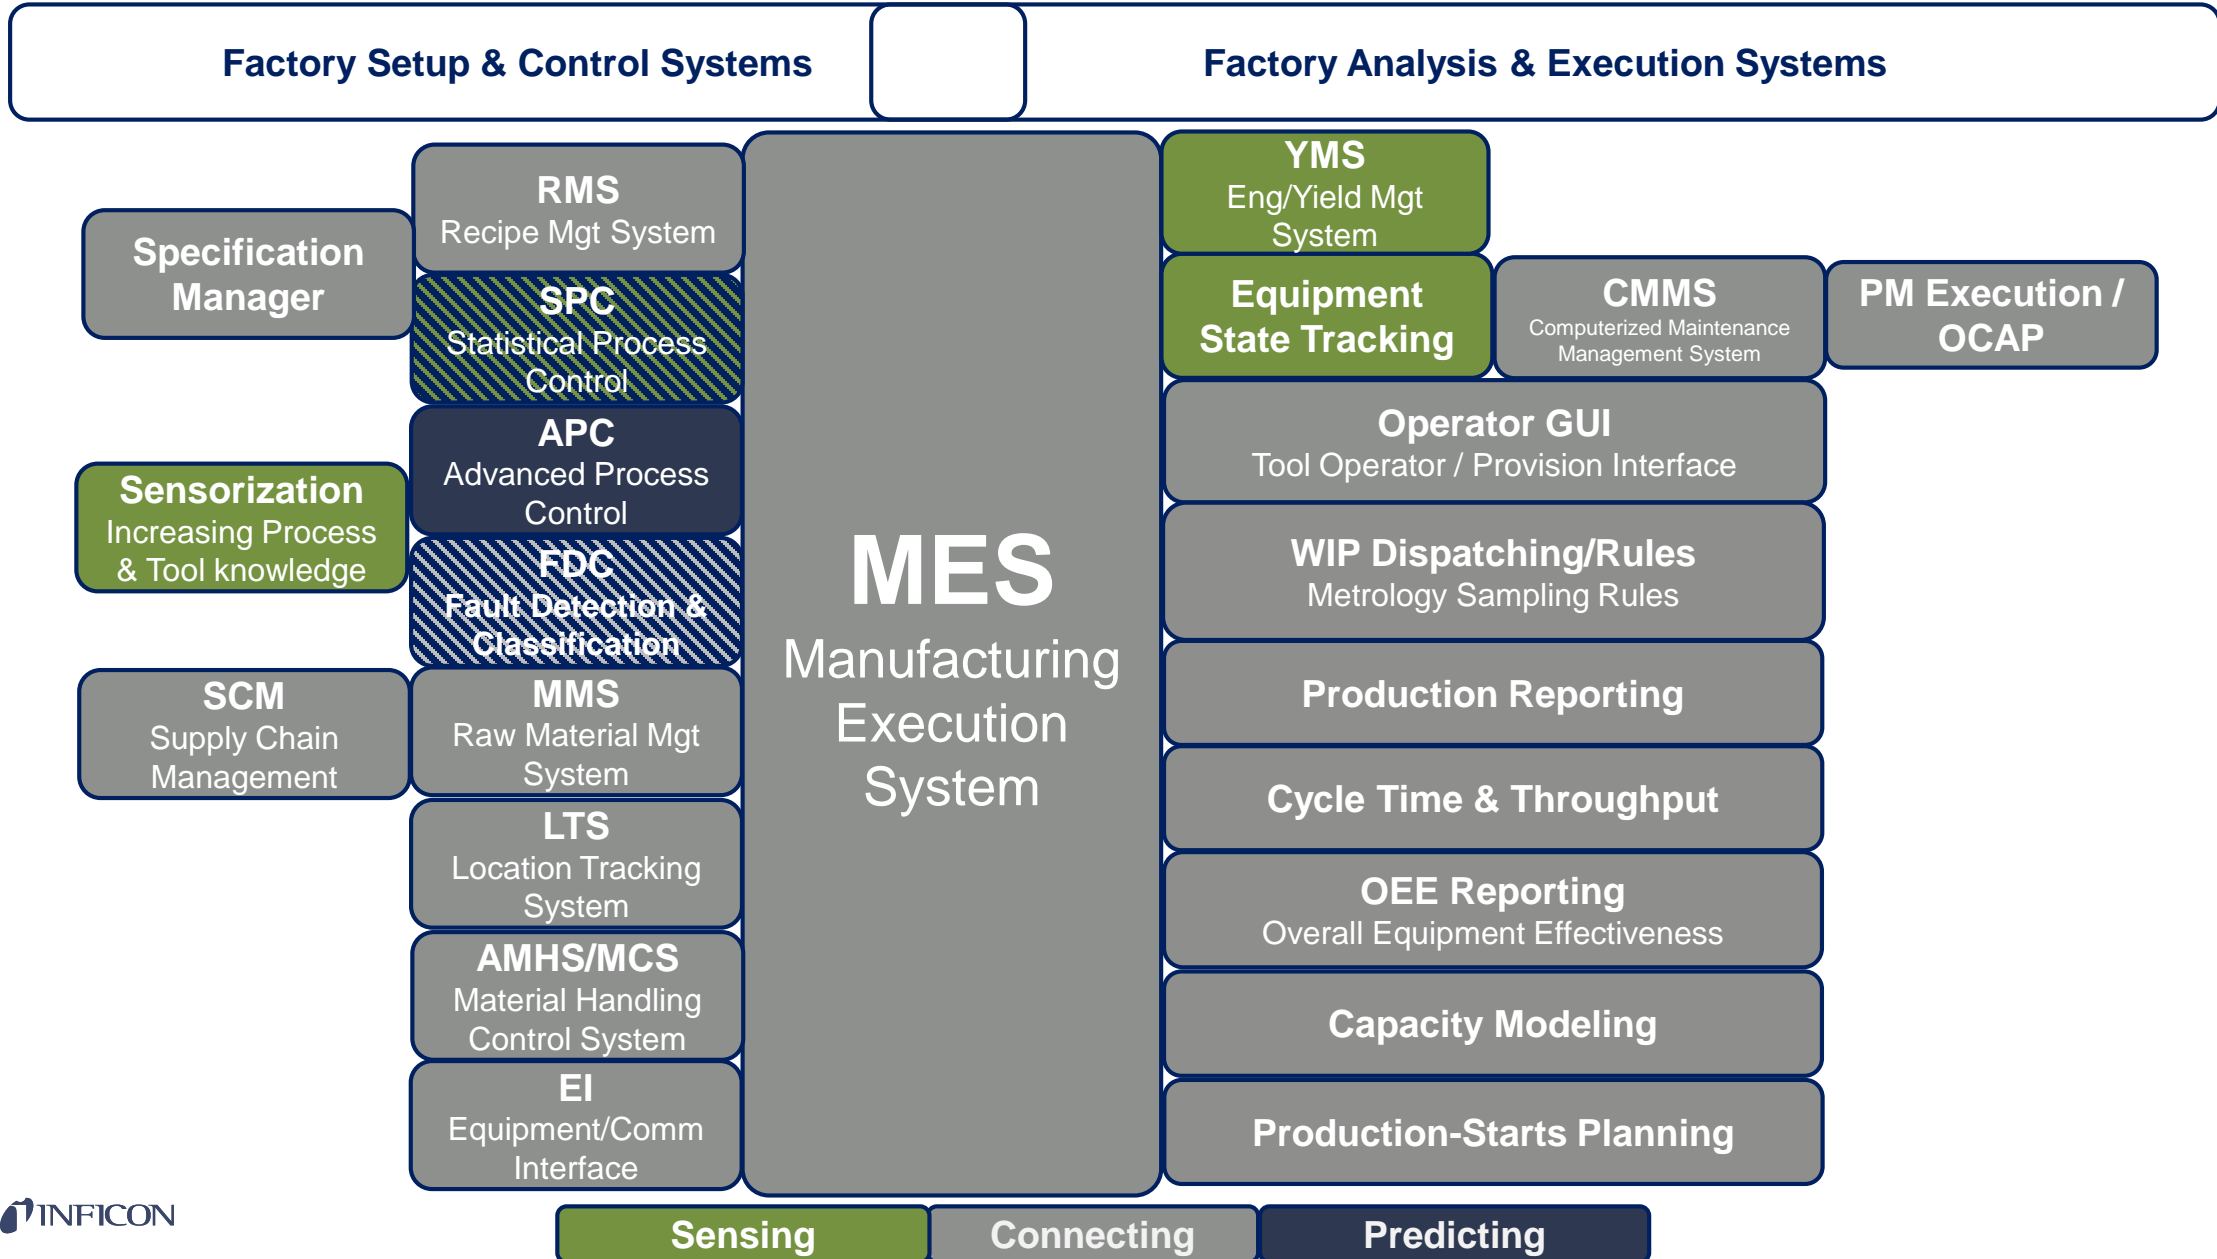 Factory Setup & Control Systems
Factory Analysis & Execution Systems
Specification
Manager
Sensorization
Increasing Process
& Tool knowledge
SCM
Supply Chain
Management
RMS
Recipe Mgt System
SPC
Statistical Process
Control
APC
Advanced Process
Control
FDC
Fault Detection &
Classification
MMS
Raw Material Mgt
System
LTS
Location Tracking
System
AMHS/MCS
Material Handling
Control System
EI
Equipment/Comm
Interface
MES
Manufacturing
Execution
System
YMS
Eng/Yield Mgt
System
Equipment
State Tracking
CMMS
Computerized Maintenance
Management System
PM Execution /
OCAP
Operator GUI
Tool Operator / Provision Interface
WIP Dispatching/Rules
Metrology Sampling Rules
Production Reporting
Cycle Time & Throughput
OEE Reporting
Overall Equipment Effectiveness
Capacity Modeling
Production-Starts Planning
INFICON
Sensing
Connecting
Predicting